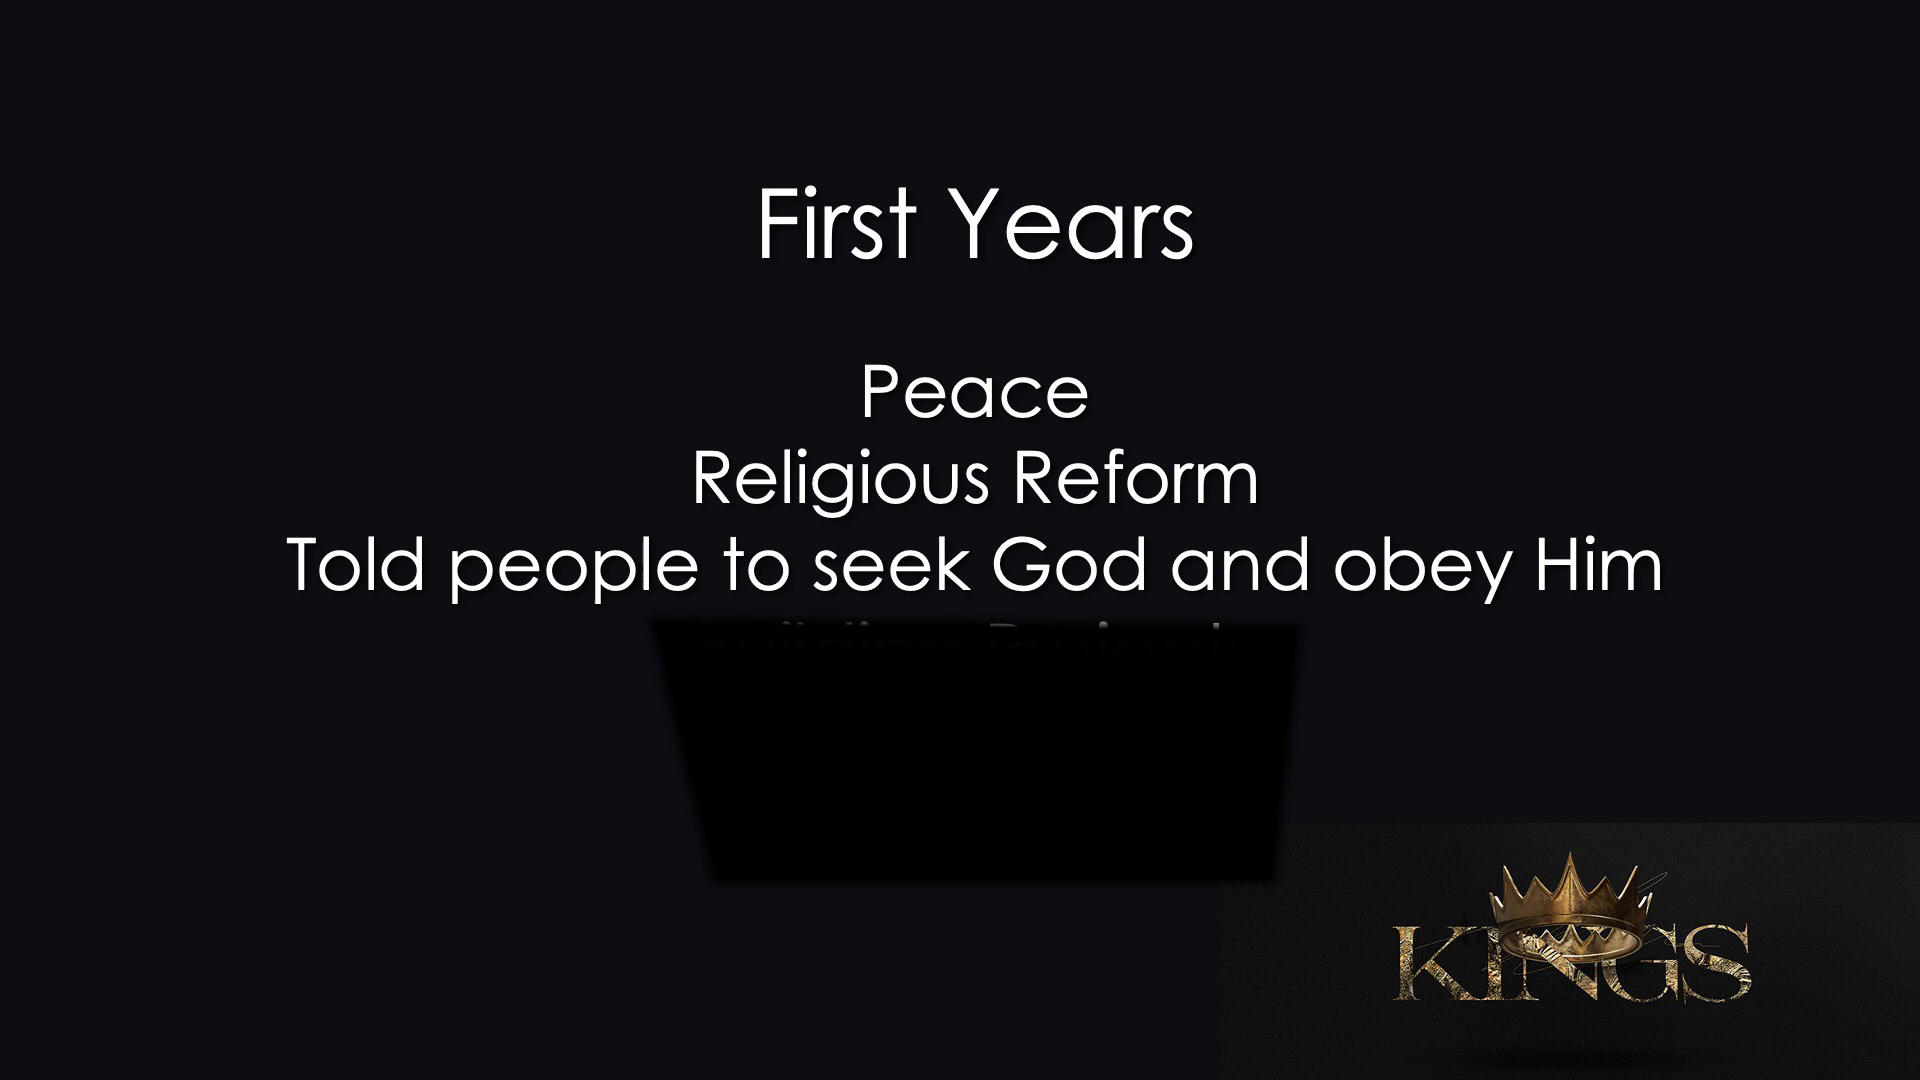 First Years
Peace
Religious Reform
Told people to seek God and obey Him
KINGS